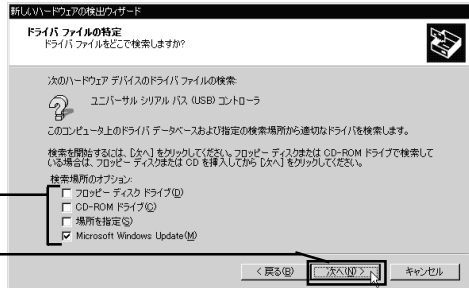 新しいハードウェアの検出ウィザード
ドライバ ファイルの特定
ドライバ ファイルをどこで検索しますか?
次のハードウェア デバイスのドライバ ファイルの検索:
ユニバーサル シリアル バス (USB) コントローラ
このコンピュータ上のドライバ データベースおよび指定の検索場所から適切なドライバを検索します。
検索を開始するには、[次へ] をクリックしてください。フロッピー ディスクまたは CD-ROM ドライブで検索して
いる場合は、フロッピー ディスクまたは CD を挿入してから [次へ] をクリックしてください。
検索場所のオプション:
フロッピー ディスク ドライブ(D)
CD-ROM ドライブ(C)
場所を指定(S)
Microsoft Windows Update(M)
< 戻る(B)
次へ(N) >
キャンセル